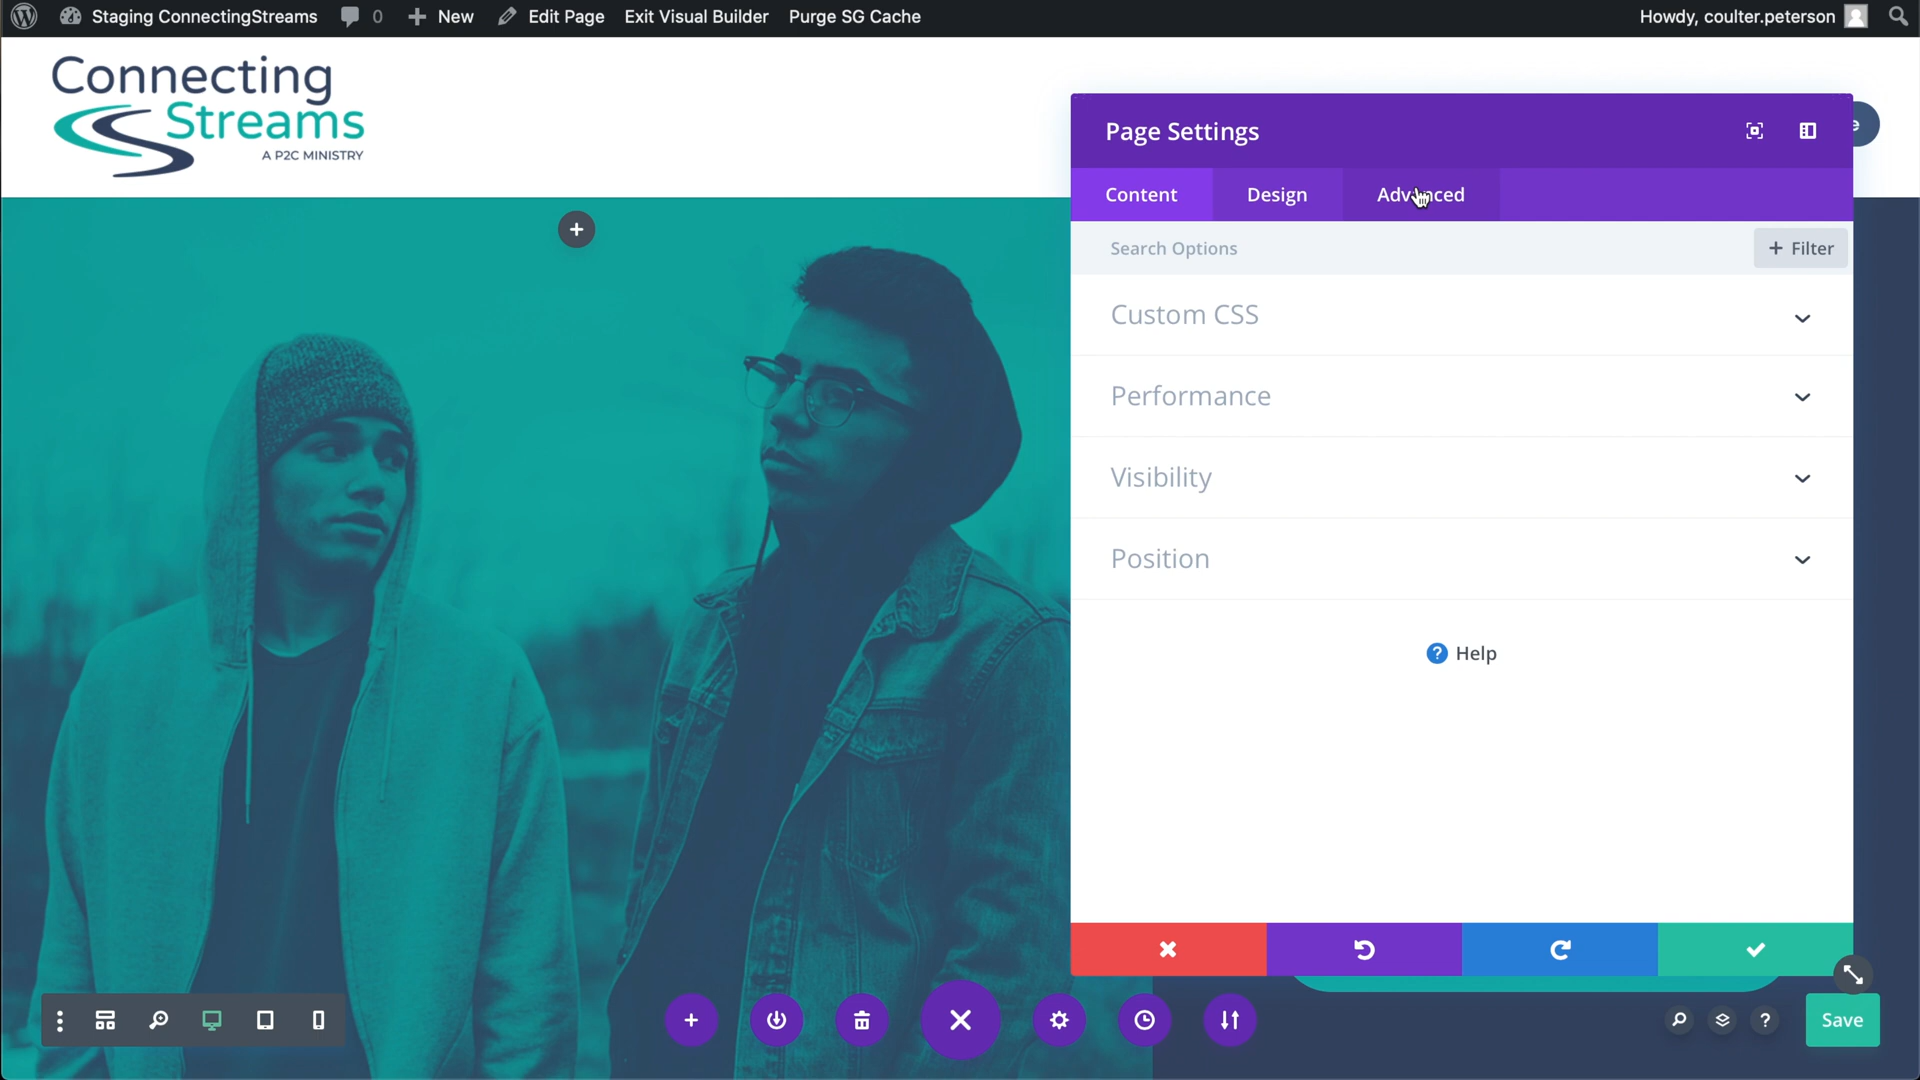 Staging ConnectingStreams 0 New Edit Page Exit Visual Builder Purge SG Cache Howdy, coulter.peterson
Connecting
Streams
A P2C MINISTRY
Page Settings
e
Content Design Advanced
Search Options + Filter
Custom CSS
Performance
Visibility
Position
? Help
? Save